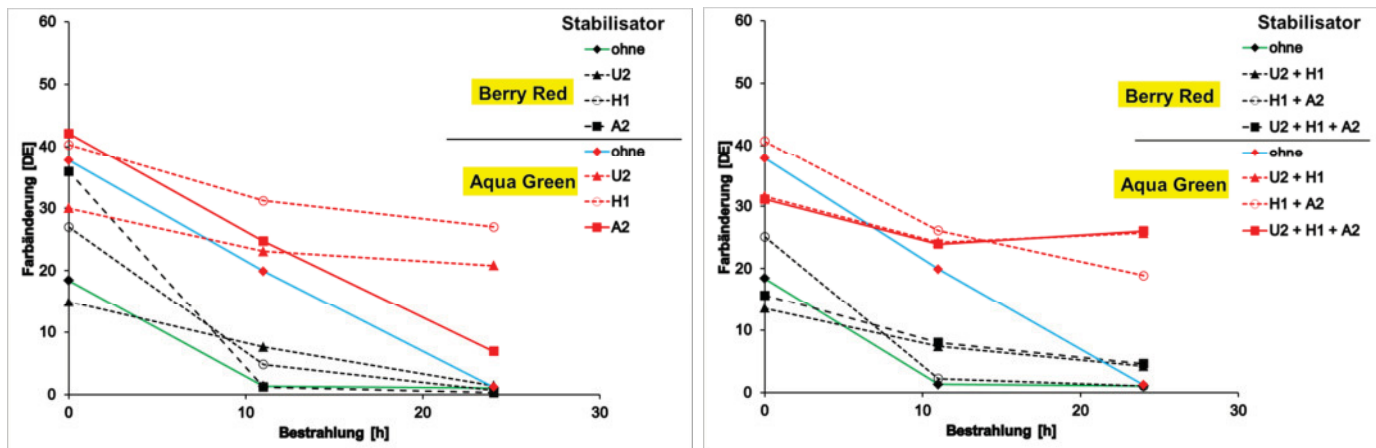 60
50
40
30
20
10
0
Farbänderung [DE]
0
10
20
30
Bestrahlung [h]
Stabilisator
ohne
U2
H1
A2
Berry Red
ohne
U2
H1
A2
Aqua Green
60
50
40
30
20
10
0
Farbänderung [DE]
0
10
20
30
Bestrahlung [h]
Stabilisator
ohne
U2 + H1
H1 + A2
U2 + H1 + A2
Berry Red
ohne
U2 + H1
H1 + A2
U2 + H1 + A2
Aqua Green